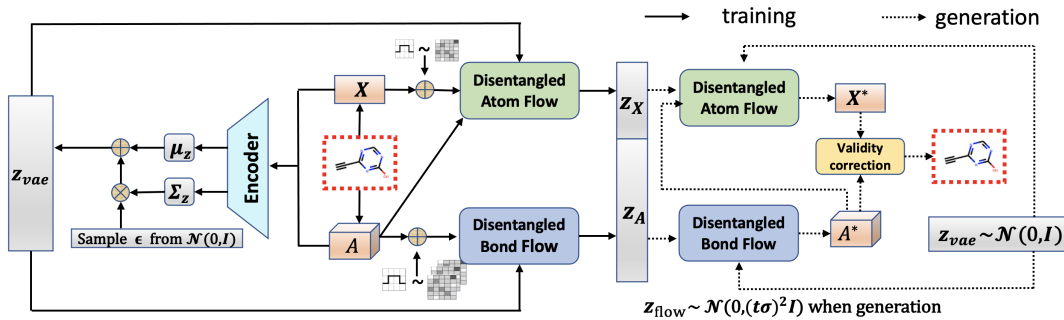 training
generation
z_vae
μ_z
Σ_z
Sample ϵ from 𝒩(0,I)
Encoder
X
A
~
~
Disentangled
Atom Flow
Disentangled
Bond Flow
z_X
z_A
Disentangled
Atom Flow
Disentangled
Bond Flow
X*
Validity
correction
A*
z_vae~𝒩(0,I)
z_flow~ 𝒩(0,(tσ)²I) when generation